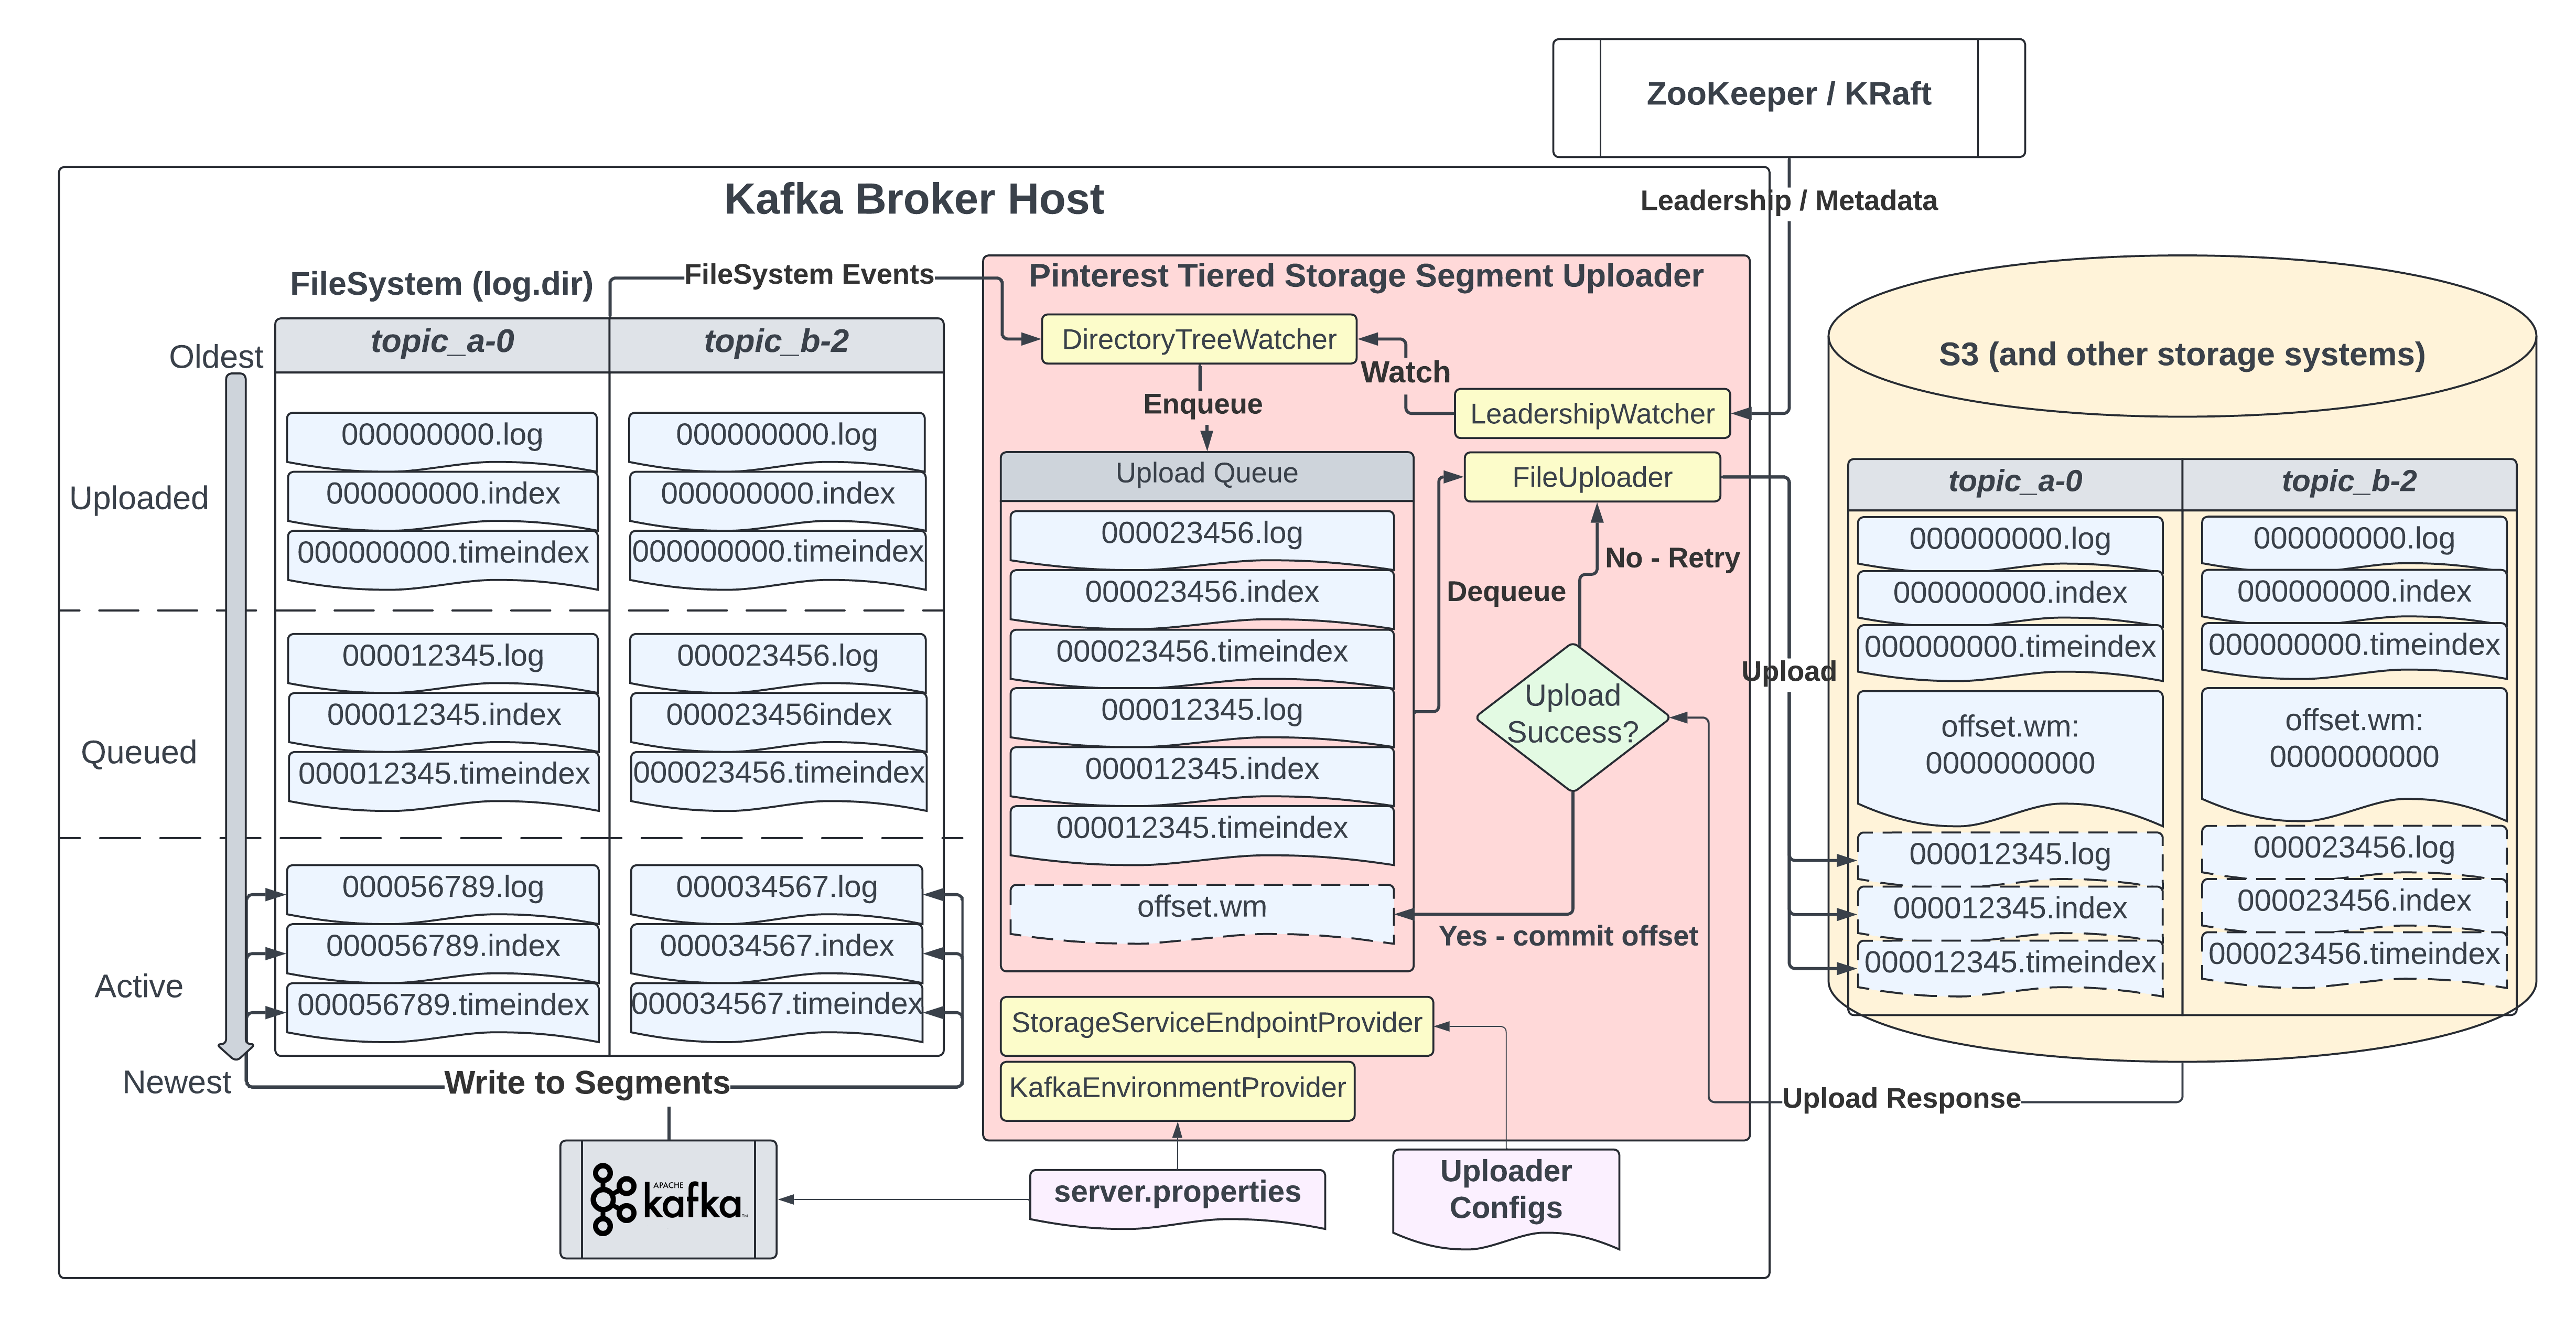 ZooKeeper / KRaft
Leadership / Metadata
Kafka Broker Host
FileSystem (log.dir)
FileSystem Events
Oldest
Uploaded
Queued
Active
Newest
topic_a-0
000000000.log
000000000.index
000000000.timeindex
000012345.log
000012345.index
000012345.timeindex
000056789.log
000056789.index
000056789.timeindex
topic_b-2
000000000.log
000000000.index
000000000.timeindex
000023456.log
000023456index
000023456.timeindex
000034567.log
000034567.index
000034567.timeindex
Write to Segments
APACHE
kafka
TM
server.properties
Uploader
Configs
Pinterest Tiered Storage Segment Uploader
DirectoryTreeWatcher
Watch
Enqueue
LeadershipWatcher
Upload Queue
000023456.log
000023456.index
000023456.timeindex
000012345.log
000012345.index
000012345.timeindex
offset.wm
FileUploader
No - Retry
Dequeue
Upload
Success?
Yes - commit offset
StorageServiceEndpointProvider
KafkaEnvironmentProvider
Upload
Upload Response
S3 (and other storage systems)
topic_a-0
000000000.log
000000000.index
000000000.timeindex
offset.wm:
0000000000
000012345.log
000012345.index
000012345.timeindex
topic_b-2
000000000.log
000000000.index
000000000.timeindex
offset.wm:
0000000000
000023456.log
000023456.index
000023456.timeindex